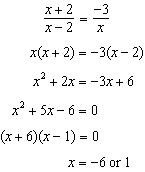 (x+2)/(x−2) = −3/x
x(x+2) = −3(x−2)
x² + 2x = −3x + 6
x² + 5x − 6 = 0
(x+6)(x−1) = 0
x = −6 or 1